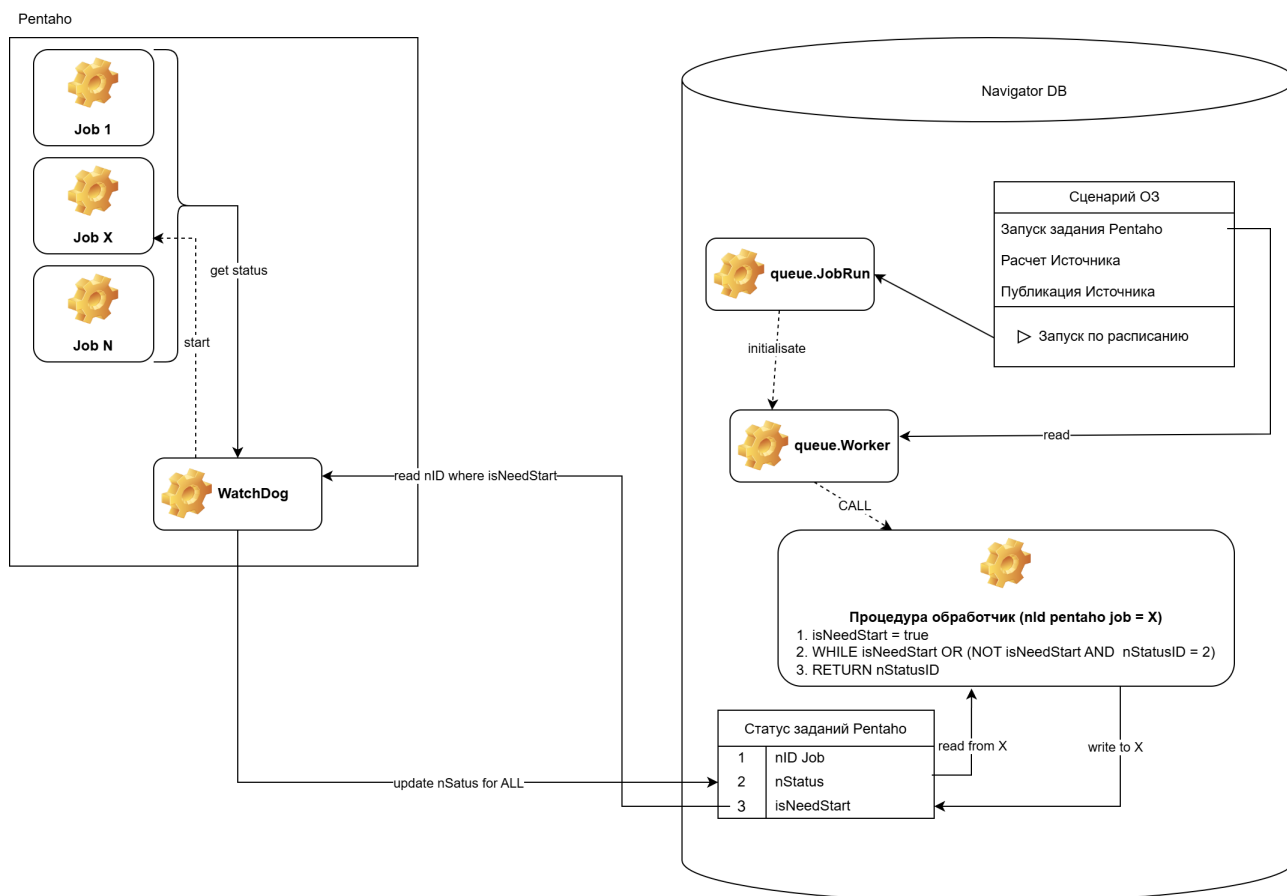 Pentaho
Job 1
Job X
Job N
get status
start
WatchDog
read nID where isNeedStart
update nSatus for ALL
Navigator DB
Сценарий ОЗ
Запуск задания Pentaho
Расчет Источника
Публикация Источника
Запуск по расписанию
queue.JobRun
initialisate
queue.Worker
read
CALL
Процедура обработчик (nId pentaho job = X)
1. isNeedStart = true
2. WHILE isNeedStart OR (NOT isNeedStart AND nStatusID = 2)
3. RETURN nStatusID
Статус заданий Pentaho
1 nID Job
2 nStatus
3 isNeedStart
read from X
write to X